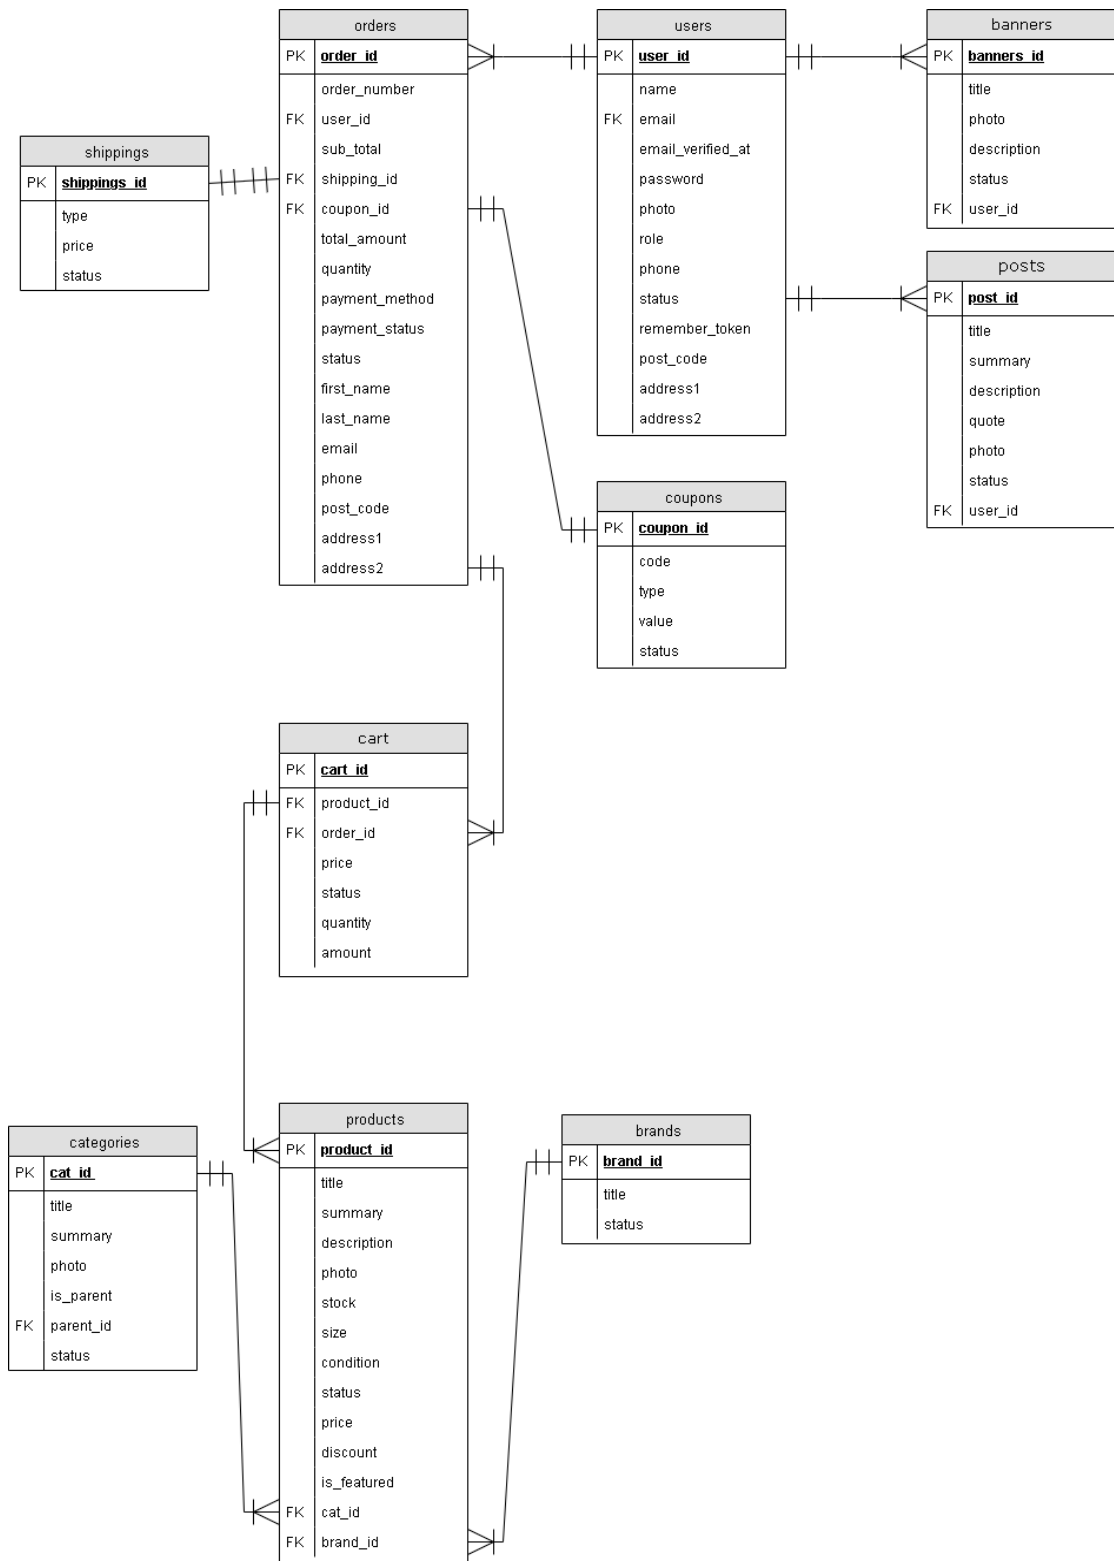 orders
PK order_id
order_number
FK user_id
sub_total
FK shipping_id
FK coupon_id
total_amount
quantity
payment_method
payment_status
status
first_name
last_name
email
phone
post_code
address1
address2
users
PK user_id
name
FK email
email_verified_at
password
photo
role
phone
status
remember_token
post_code
address1
address2
banners
PK banners_id
title
photo
description
status
FK user_id
shippings
PK shippings_id
type
price
status
posts
PK post_id
title
summary
description
quote
photo
status
FK user_id
coupons
PK coupon_id
code
type
value
status
cart
PK cart_id
FK product_id
FK order_id
price
status
quantity
amount
categories
PK cat_id
title
summary
photo
is_parent
FK parent_id
status
products
PK product_id
title
summary
description
photo
stock
size
condition
status
price
discount
is_featured
FK cat_id
FK brand_id
brands
PK brand_id
title
status